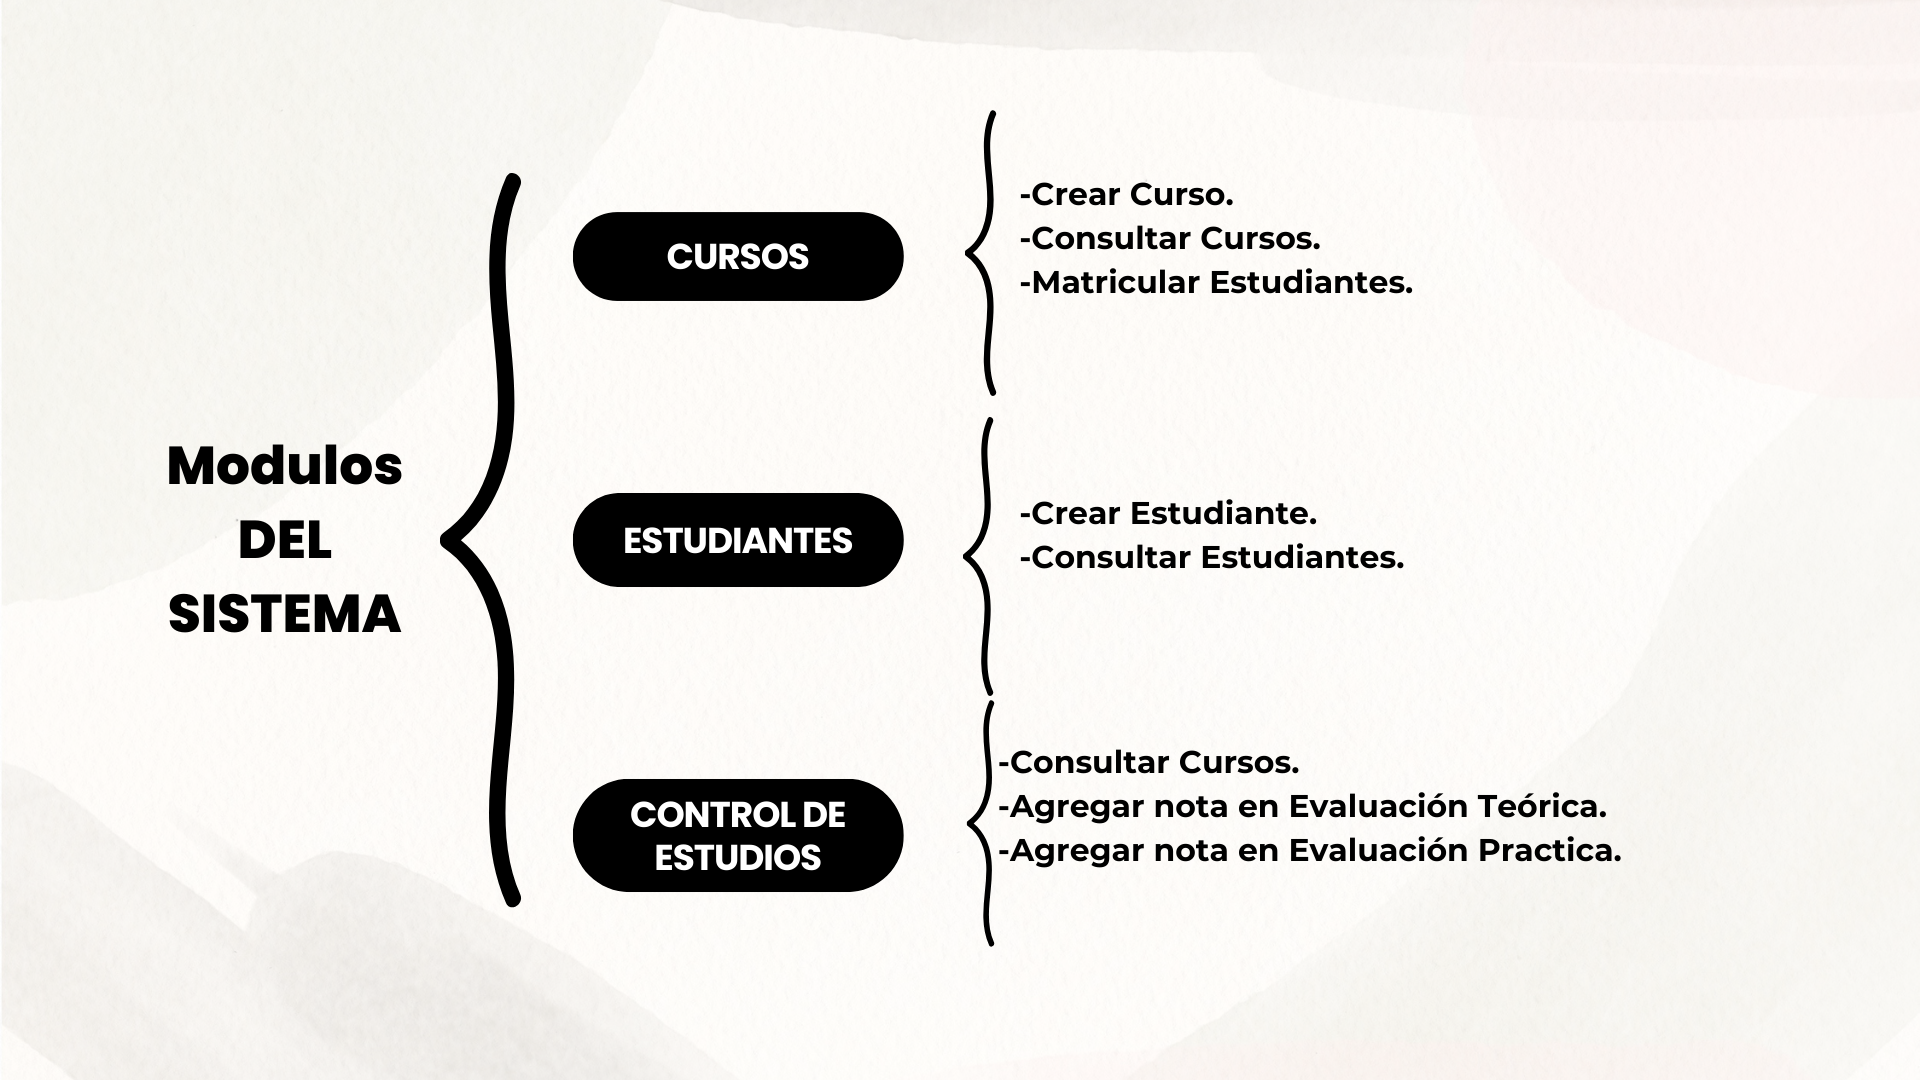 Modulos
DEL
SISTEMA
CURSOS
-Crear Curso.
-Consultar Cursos.
-Matricular Estudiantes.
ESTUDIANTES
-Crear Estudiante.
-Consultar Estudiantes.
CONTROL DE
ESTUDIOS
-Consultar Cursos.
-Agregar nota en Evaluación Teórica.
-Agregar nota en Evaluación Practica.